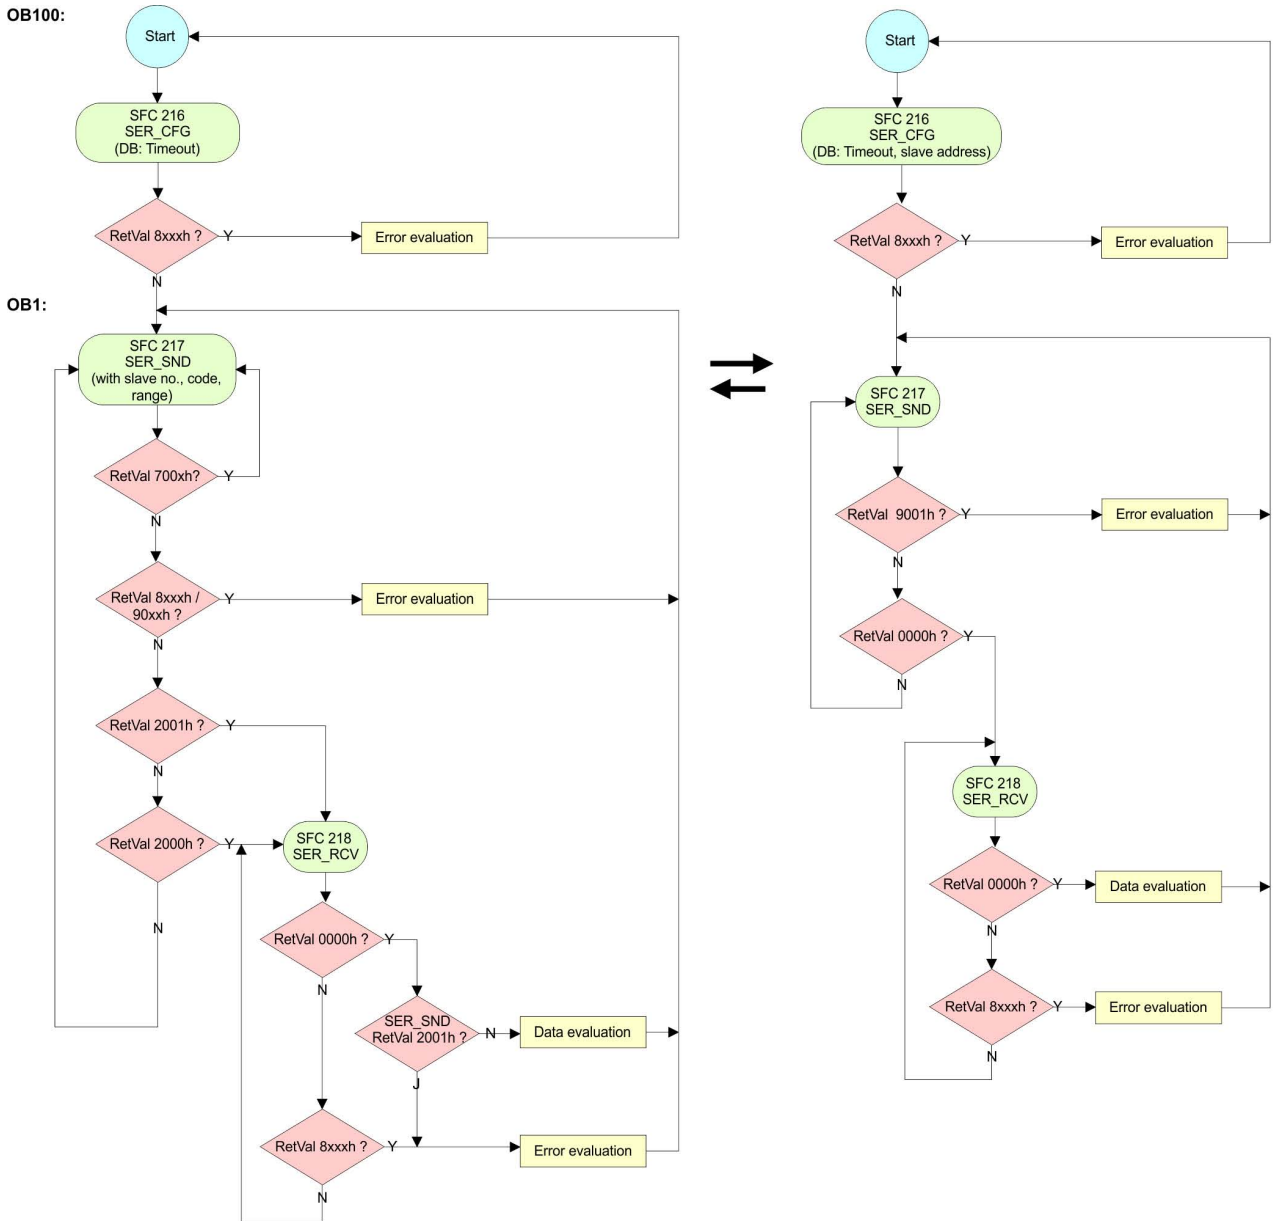 OB100:
Start
SFC 216
SER_CFG
(DB: Timeout)
RetVal 8xxxh ?
Y
Error evaluation
N
OB1:
SFC 217
SER_SND
(with slave no., code,
range)
RetVal 700xh?
Y
N
RetVal 8xxxh /
90xxh ?
Y
Error evaluation
N
RetVal 2001h ?
Y
N
RetVal 2000h ?
Y
N
SFC 218
SER_RCV
RetVal 0000h ?
Y
N
SER_SND
RetVal 2001h ?
N
Data evaluation
J
RetVal 8xxxh ?
Y
Error evaluation
N
Start
SFC 216
SER_CFG
(DB: Timeout, slave address)
RetVal 8xxxh ?
Y
Error evaluation
N
SFC 217
SER_SND
RetVal 9001h ?
Y
Error evaluation
N
RetVal 0000h ?
Y
N
SFC 218
SER_RCV
RetVal 0000h ?
Y
Data evaluation
N
RetVal 8xxxh ?
Y
Error evaluation
N